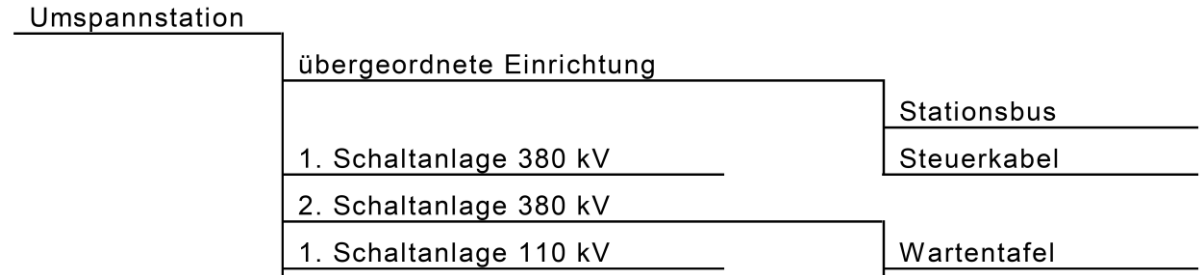 Umspannstation
übergeordnete Einrichtung
Stationsbus
1. Schaltanlage 380 kV
Steuerkabel
2. Schaltanlage 380 kV
1. Schaltanlage 110 kV
Wartentafel